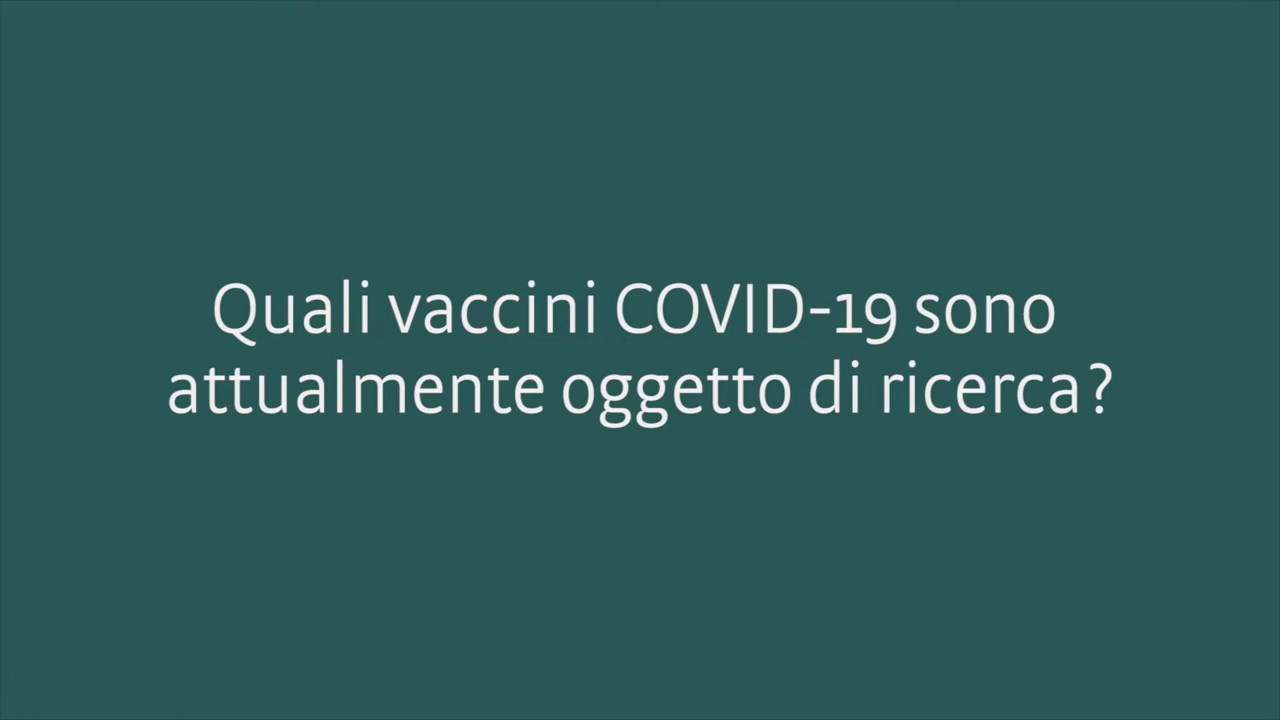 Quali vaccini COVID-19 sono
attualmente oggetto di ricerca?